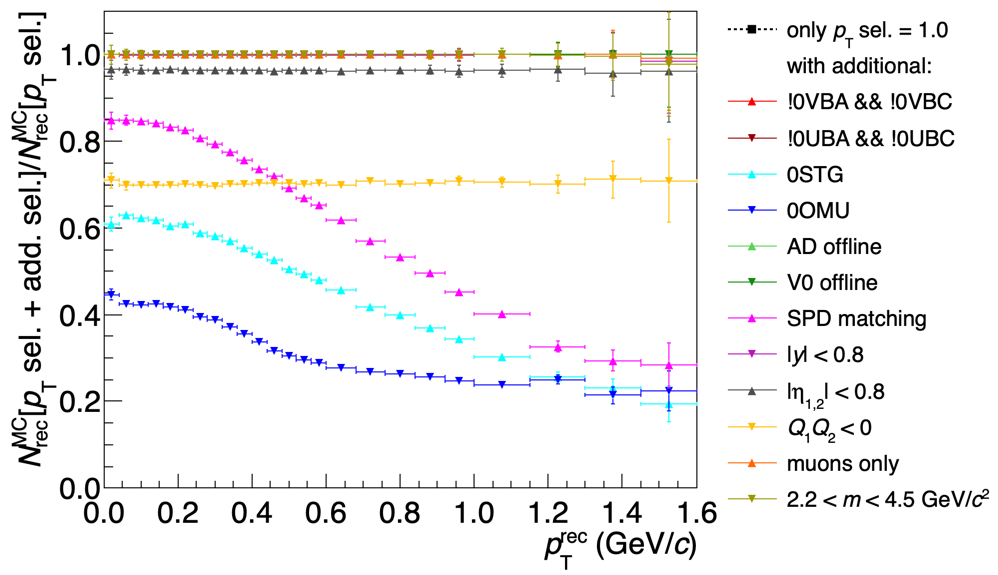 N_rec^MC[p_T sel. + add. sel.]/N_rec^MC[p_T sel.]
1.0
0.8
0.6
0.4
0.2
0.0
0.0 0.2 0.4 0.6 0.8 1.0 1.2 1.4 1.6
p_T^rec (GeV/c)
only p_T sel. = 1.0
with additional:
!0VBA && !0VBC
!0UBA && !0UBC
0STG
0OMU
AD offline
V0 offline
SPD matching
|y| < 0.8
|η_1,2| < 0.8
Q_1Q_2 < 0
muons only
2.2 < m < 4.5 GeV/c²